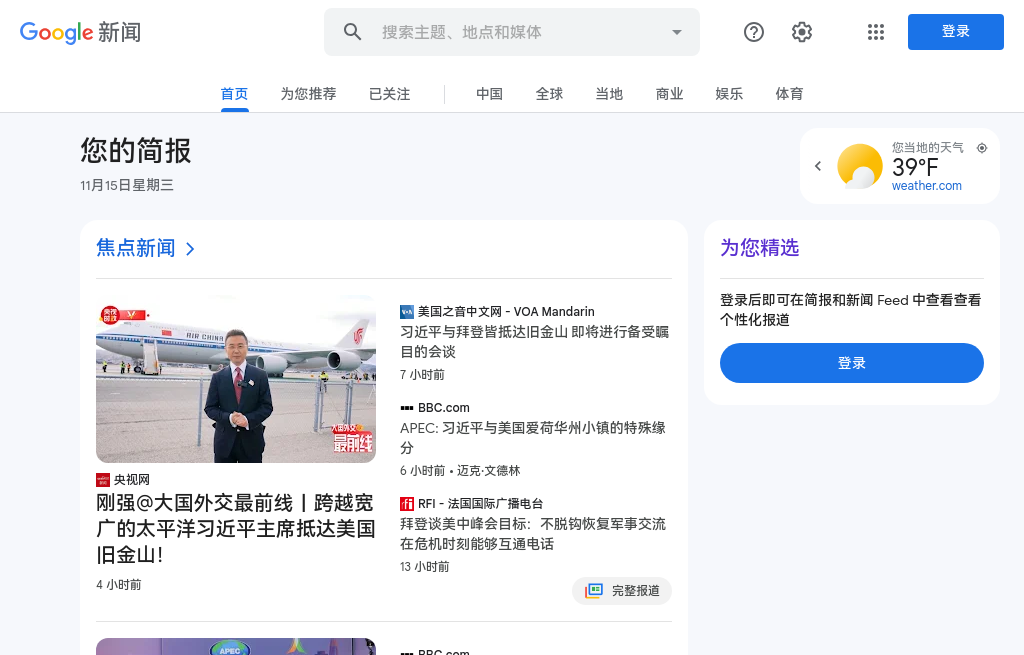 Google 新闻
搜索主题、地点和媒体
登录
首页
为您推荐
已关注
中国
全球
当地
商业
娱乐
体育
您的简报
11月15日星期三
您当地的天气
39°F
weather.com
焦点新闻
AIR CHINA
大国外交
最前线
央视网
刚强@大国外交最前线丨跨越宽
广的太平洋习近平主席抵达美国
旧金山！
4 小时前
美国之音中文网 - VOA Mandarin
习近平与拜登皆抵达旧金山 即将进行备受瞩
目的会谈
7 小时前
BBC.com
APEC: 习近平与美国爱荷华州小镇的特殊缘
分
6 小时前 • 迈克·文德林
RFI - 法国国际广播电台
拜登谈美中峰会目标：不脱钩恢复军事交流
在危机时刻能够互通电话
13 小时前
完整报道
为您精选
登录后即可在简报和新闻 Feed 中查看查看
个性化报道
登录
APEC
BBC.com